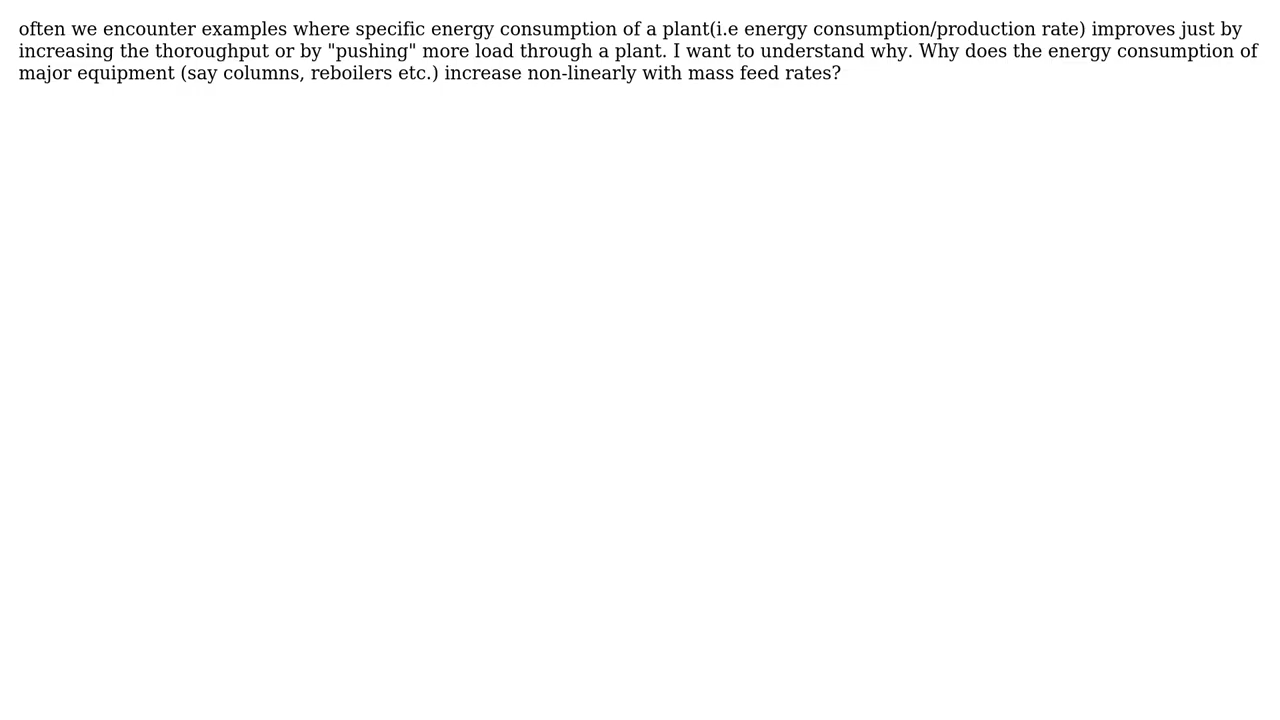 often we encounter examples where specific energy consumption of a plant(i.e energy consumption/production rate) improves just by
increasing the thoroughput or by "pushing" more load through a plant. I want to understand why. Why does the energy consumption of
major equipment (say columns, reboilers etc.) increase non-linearly with mass feed rates?